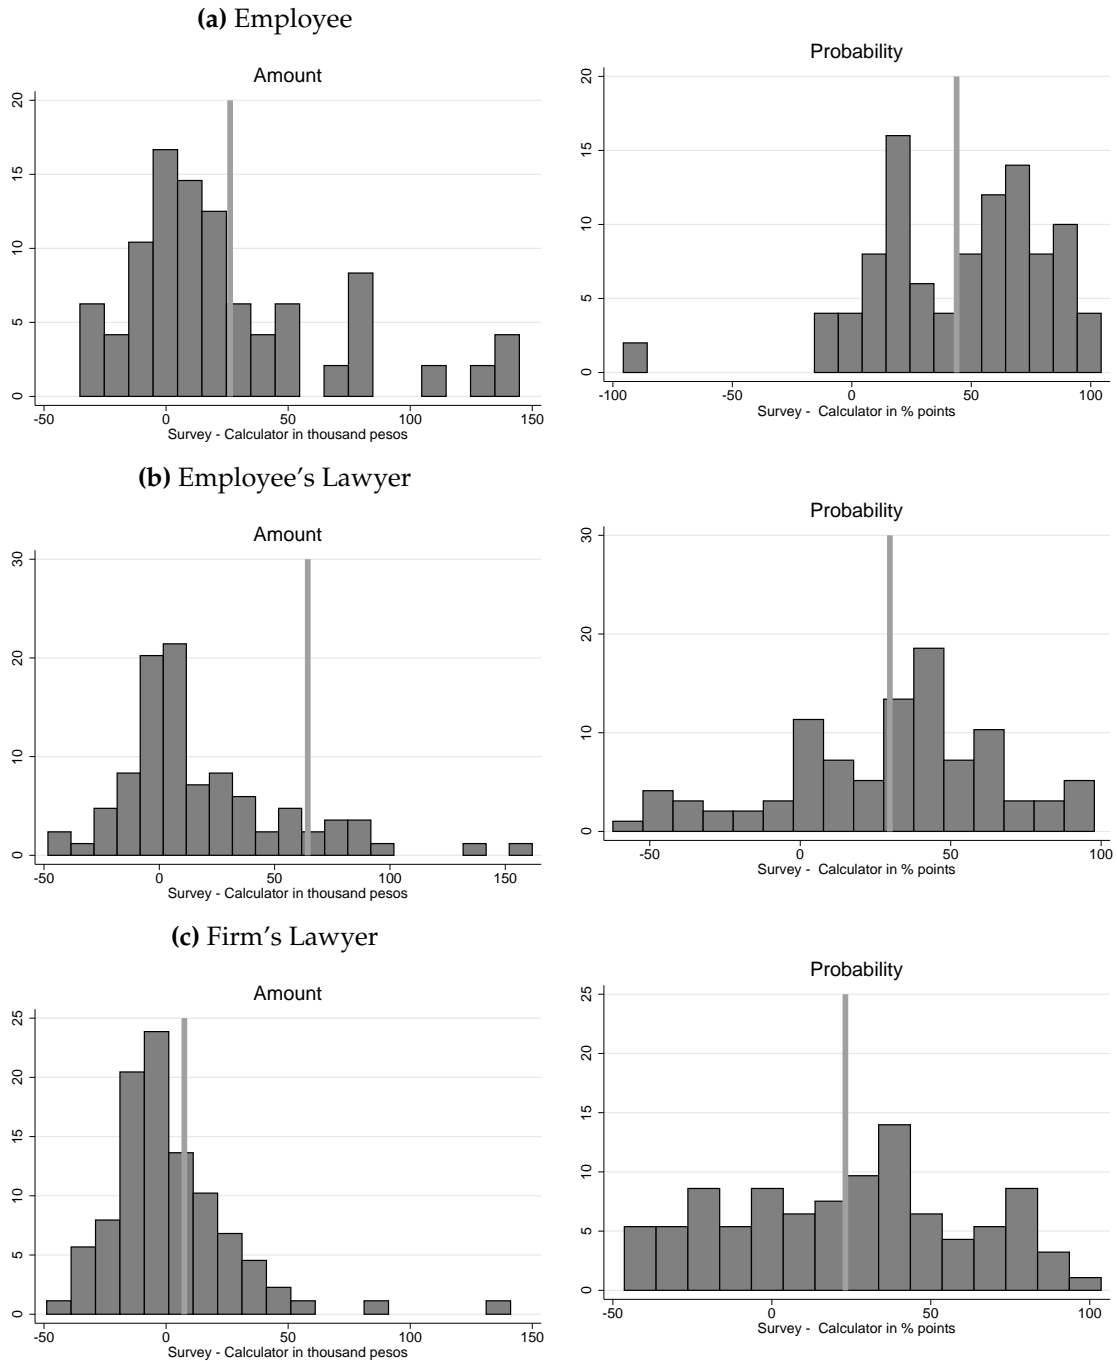 (a) Employee
Amount
20
15
10
5
0
-50 0 50 100 150
Survey - Calculator in thousand pesos
Probability
20
15
10
5
0
-100 -50 0 50 100
Survey -  Calculator in % points
(b) Employee’s Lawyer
Amount
30
20
10
0
-50 0 50 100 150
Survey - Calculator in thousand pesos
Probability
30
20
10
0
-50 0 50 100
Survey -  Calculator in % points
(c) Firm’s Lawyer
Amount
25
20
15
10
5
0
-50 0 50 100 150
Survey - Calculator in thousand pesos
Probability
25
20
15
10
5
0
-50 0 50 100
Survey -  Calculator in % points